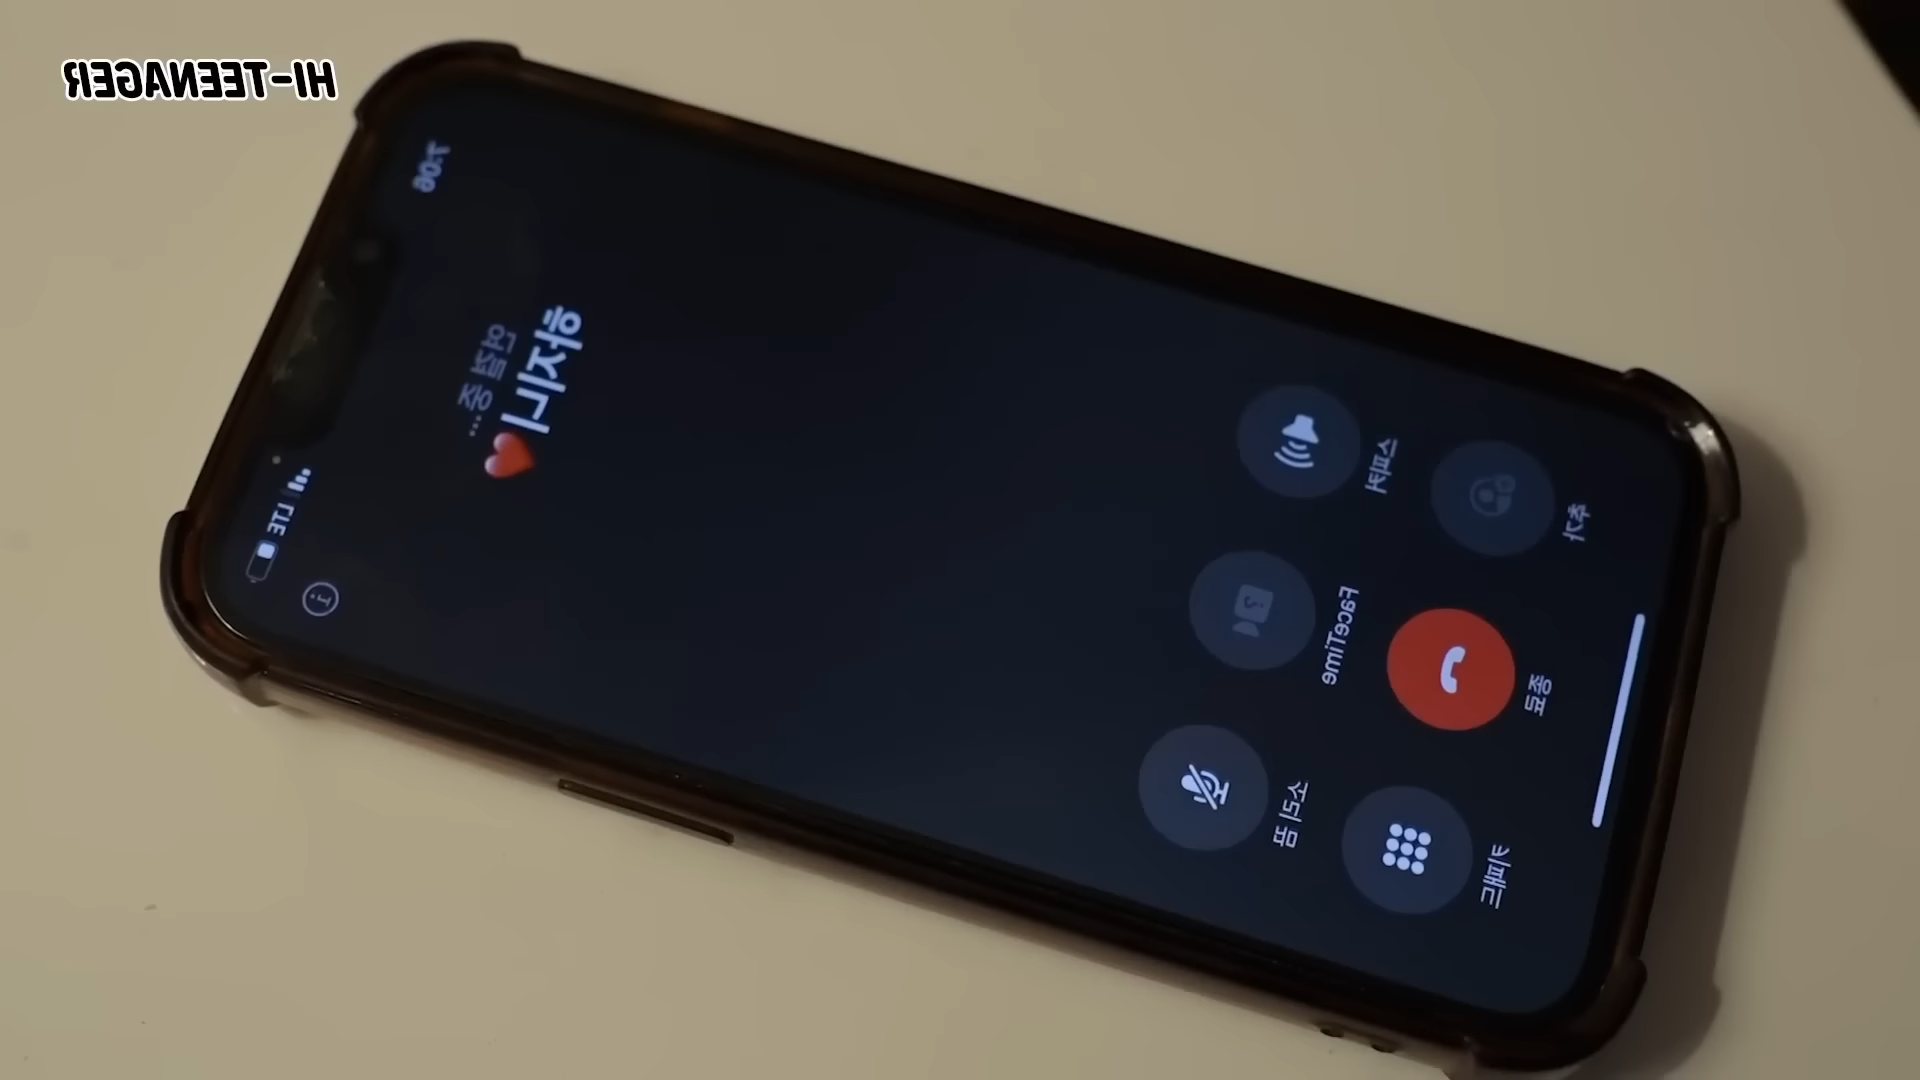 HI-TEENAGER
7:06
LTE
연결 중...
허지니❤️
스피커
FaceTime
소리 끔
추가
종료
키패드